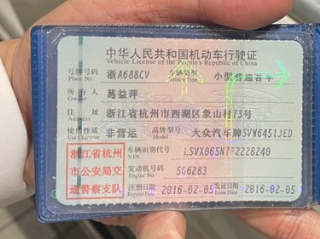 中华人民共和国机动车行驶证
Vehicle License of the People's Republic of China
号牌号码 浙A688CV 车辆类型 小型普通客车
Plate No. Vehicle Type
所有人 葛益萍
Owner
住址 浙江省杭州市西湖区象山村73号
Address
使用性质 非营运 品牌型号 大众汽车牌SVW6451JED
Use Character Model
浙江省杭州 车辆识别代号 LSVX065N7F2228240
VIN
市公安局交 发动机号码 506283
通警察支队 注册日期 2016-02-05 发证日期 2016-02-05
Register Date Issue Date